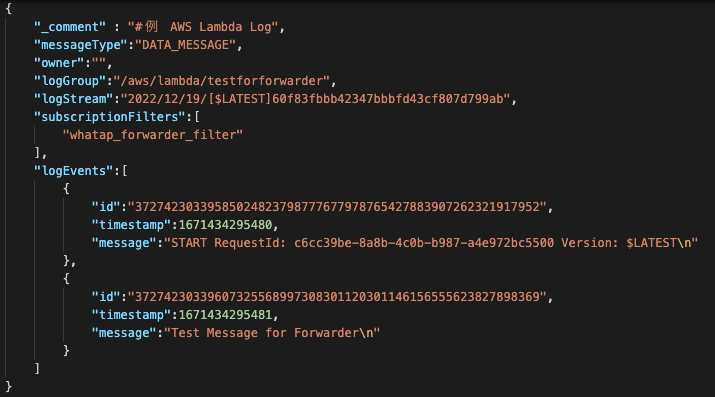 {
"_comment" : "#例　AWS Lambda Log",
"messageType":"DATA_MESSAGE",
"owner":"",
"logGroup":"/aws/lambda/testforforwarder",
"logStream":"2022/12/19/[$LATEST]60f83fbbb42347bbbfd43cf807d799ab",
"subscriptionFilters":[
"whatap_forwarder_filter"
],
"logEvents":[
{
"id":"37274230339585024823798777677978765427883907262321917952",
"timestamp":1671434295480,
"message":"START RequestId: c6cc39be-8a8b-4c0b-b987-a4e972bc5500 Version: $LATEST\n"
},
{
"id":"37274230339607325568997308301120301146156555623827898369",
"timestamp":1671434295481,
"message":"Test Message for Forwarder\n"
}
]
}